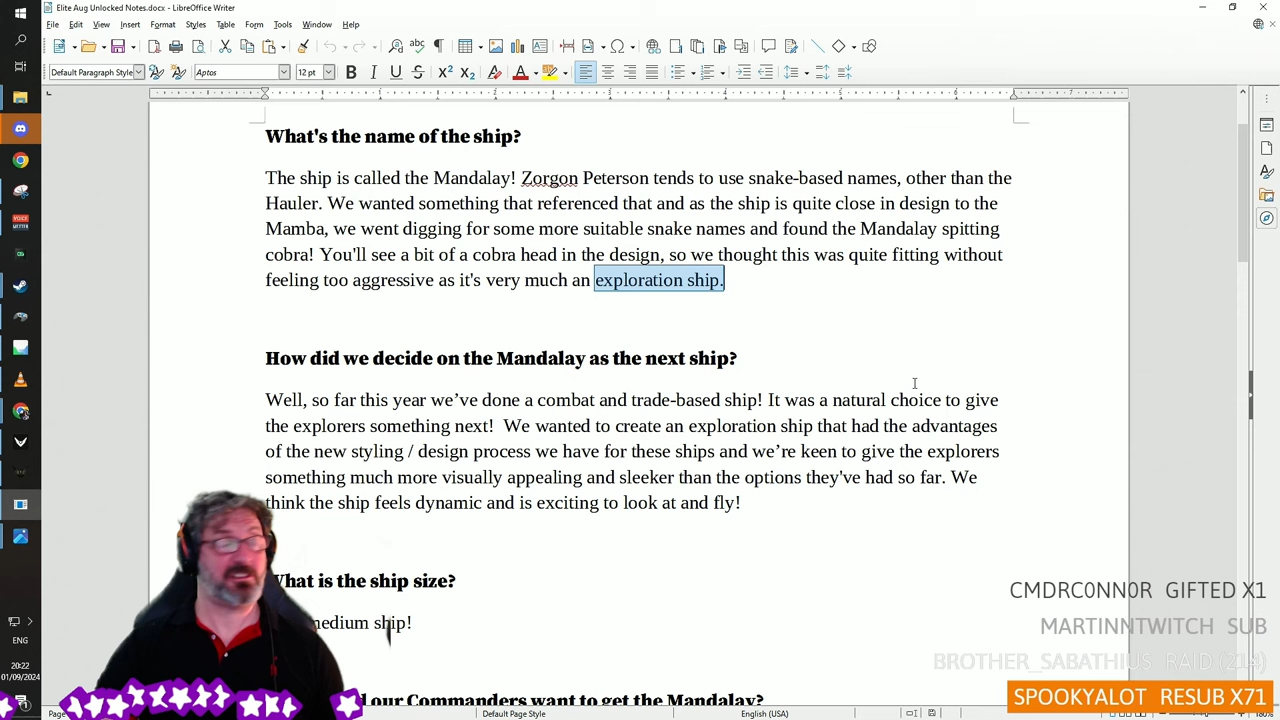 Elite Aug Unlocked Notes.docx - LibreOffice Writer
File Edit View Insert Format Styles Table Form Tools Window Help
Default Paragraph Style Aptos 12 pt
What's the name of the ship?
The ship is called the Mandalay! Zorgon Peterson tends to use snake-based names, other than the
Hauler. We wanted something that referenced that and as the ship is quite close in design to the
Mamba, we went digging for some more suitable snake names and found the Mandalay spitting
cobra! You'll see a bit of a cobra head in the design, so we thought this was quite fitting without
feeling too aggressive as it's very much an exploration ship.
How did we decide on the Mandalay as the next ship?
Well, so far this year we’ve done a combat and trade-based ship! It was a natural choice to give
the explorers something next!  We wanted to create an exploration ship that had the advantages
of the new styling / design process we have for these ships and we’re keen to give the explorers
something much more visually appealing and sleeker than the options they've had so far. We
think the ship feels dynamic and is exciting to look at and fly!
What is the ship size?
medium ship!
our Commanders want to get the Mandalay?
CMDRC0NN0R GIFTED X1
MARTINNTWITCH SUB
BROTHER_SABATHIUS RAID (214)
SPOOKYALOT RESUB X71
20:22
01/09/2024
Page
Default Page Style
English (USA)